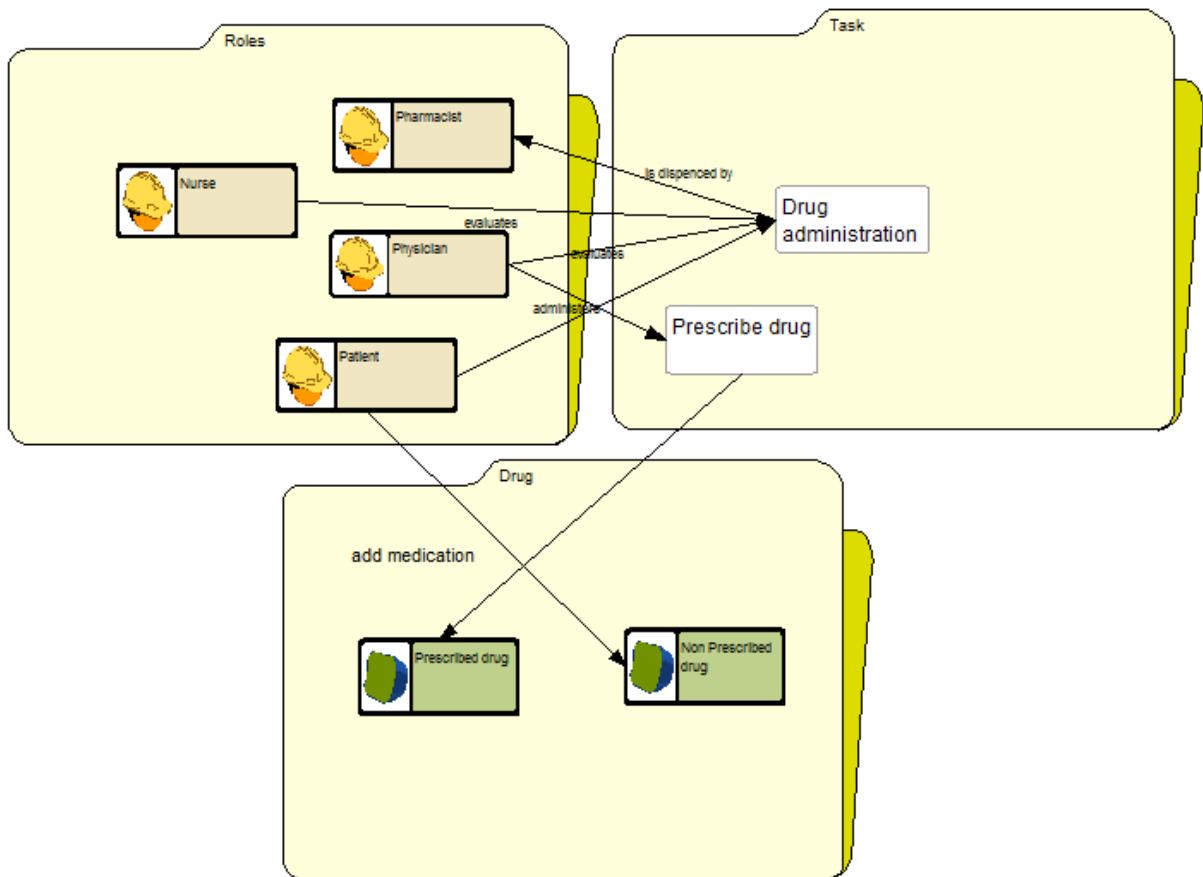 Roles
Task
Pharmacist
is dispenced by
Nurse
Drug
administration
evaluates
Physician
evaluates
administers
Prescribe drug
Patient
Drug
add medication
Prescribed drug
Non Prescribed
drug